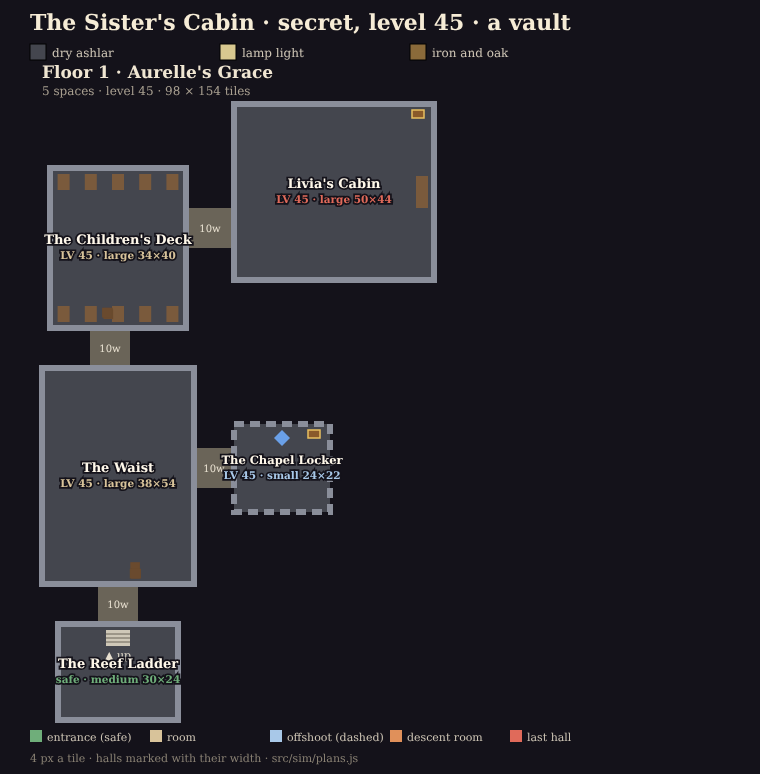 The Sister's Cabin · secret, level 45 · a vault
dry ashlar
lamp light
iron and oak
Floor 1 · Aurelle's Grace
5 spaces · level 45 · 98 × 154 tiles
Livia's Cabin
LV 45 · large 50×44
10w
The Children's Deck
LV 45 · large 34×40
10w
The Waist
LV 45 · large 38×54
10w
The Chapel Locker
LV 45 · small 24×22
10w
▲ up
The Reef Ladder
safe · medium 30×24
entrance (safe)
room
offshoot (dashed)
descent room
last hall
4 px a tile · halls marked with their width · src/sim/plans.js